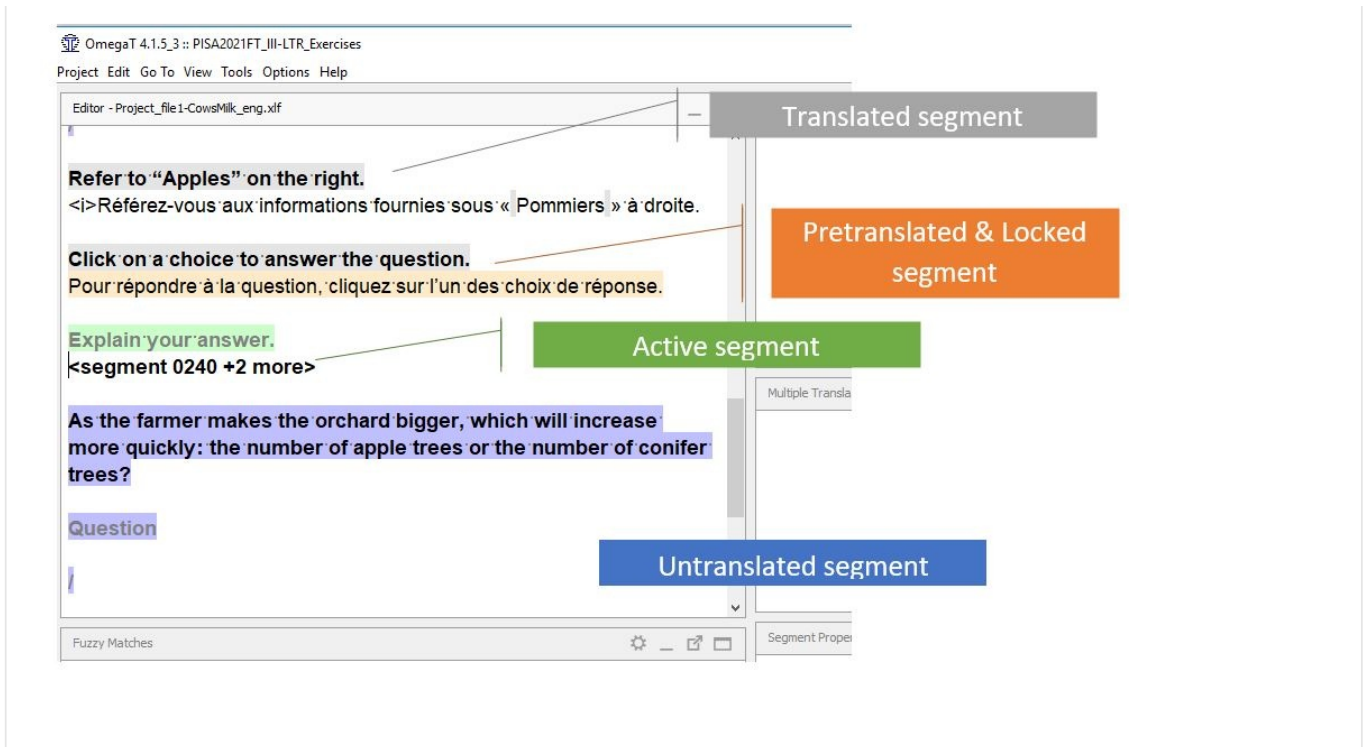 OmegaT 4.1.5_3 :: PISA2021FT_III-LTR_Exercises
Project Edit Go To View Tools Options Help
Editor - Project_file1-CowsMilk_eng.xlf
Translated segment
/
Refer to “Apples” on the right.
<i>Référez-vous aux informations fournies sous « Pommiers » à droite.
Pretranslated & Locked
segment
Click on a choice to answer the question.
Pour répondre à la question, cliquez sur l’un des choix de réponse.
Explain your answer.
Active segment
<segment 0240 +2 more>
Multiple Transla
As the farmer makes the orchard bigger, which will increase
more quickly: the number of apple trees or the number of conifer
trees?
Question
Untranslated segment
/
Fuzzy Matches
Segment Proper